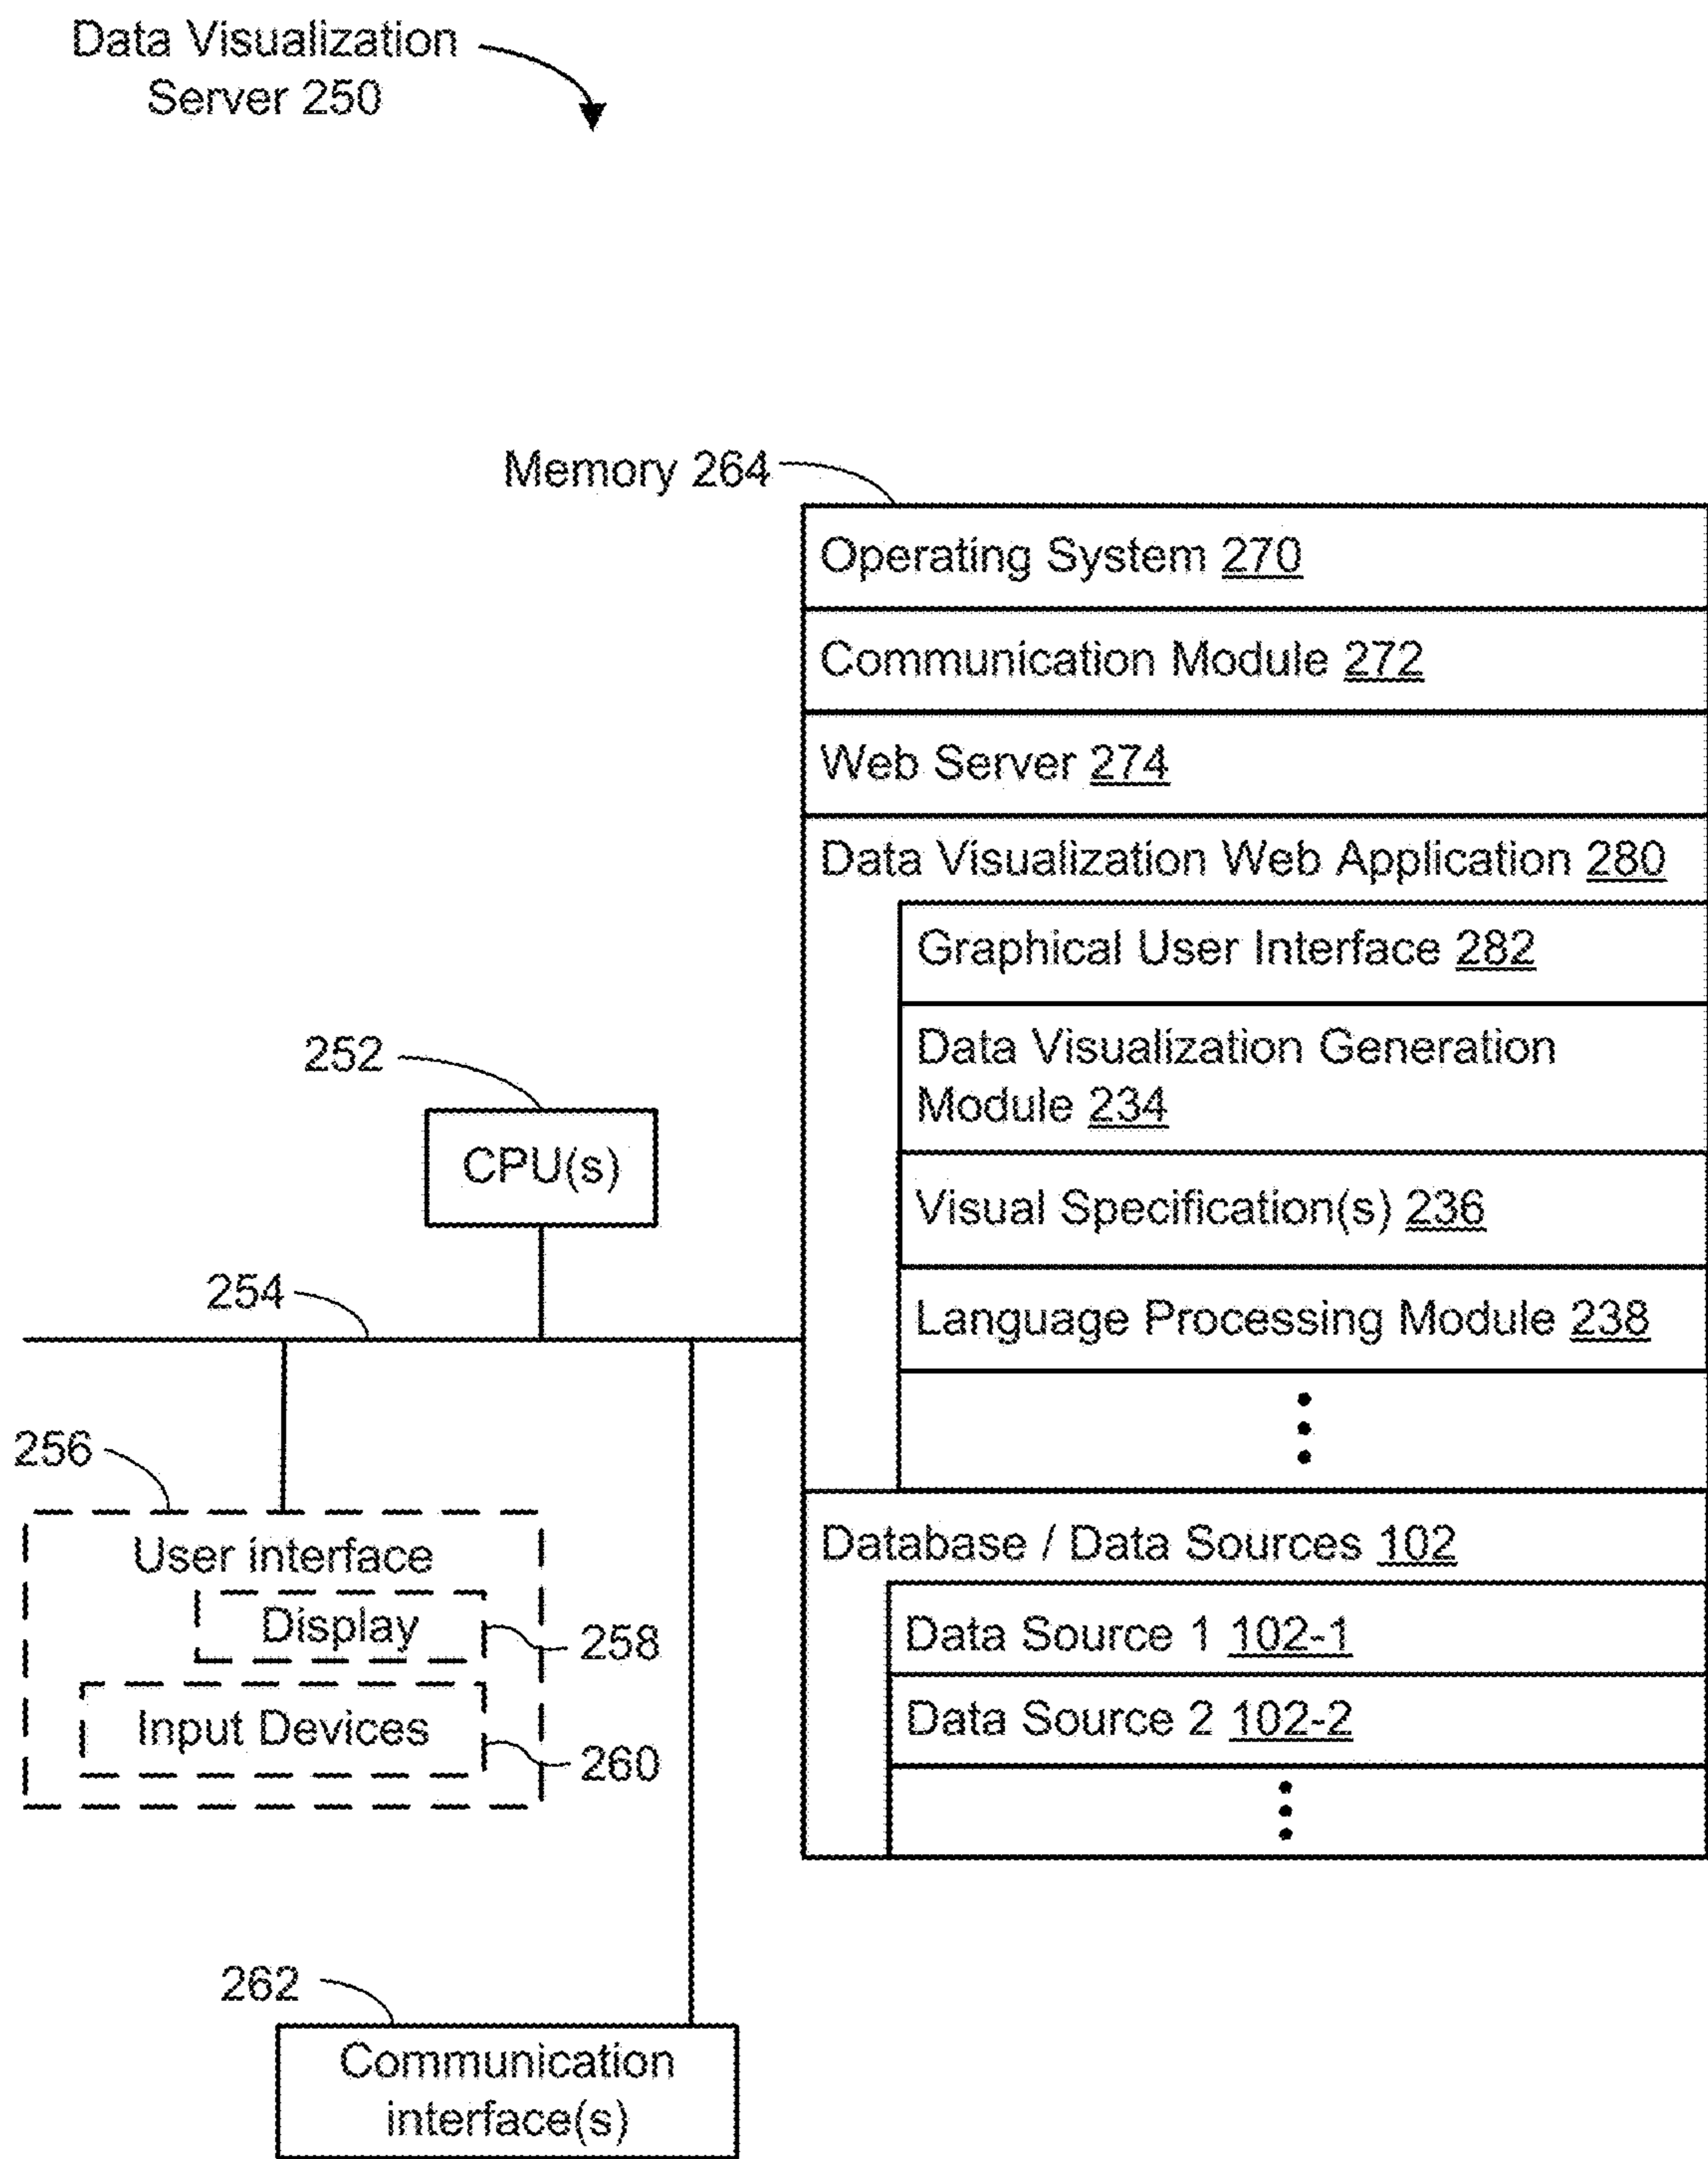 Data Visualization
Server 250
Memory 264
Operating System 270
Communication Module 272
Web Server 274
Data Visualization Web Application 280
Graphical User Interface 282
Data Visualization Generation
Module 234
Visual Specification(s) 236
Language Processing Module 238
Database / Data Sources 102
Data Source 1 102-1
Data Source 2 102-2
252
CPU(s)
254
256
User interface
Display
258
Input Devices
260
262
Communication
interface(s)